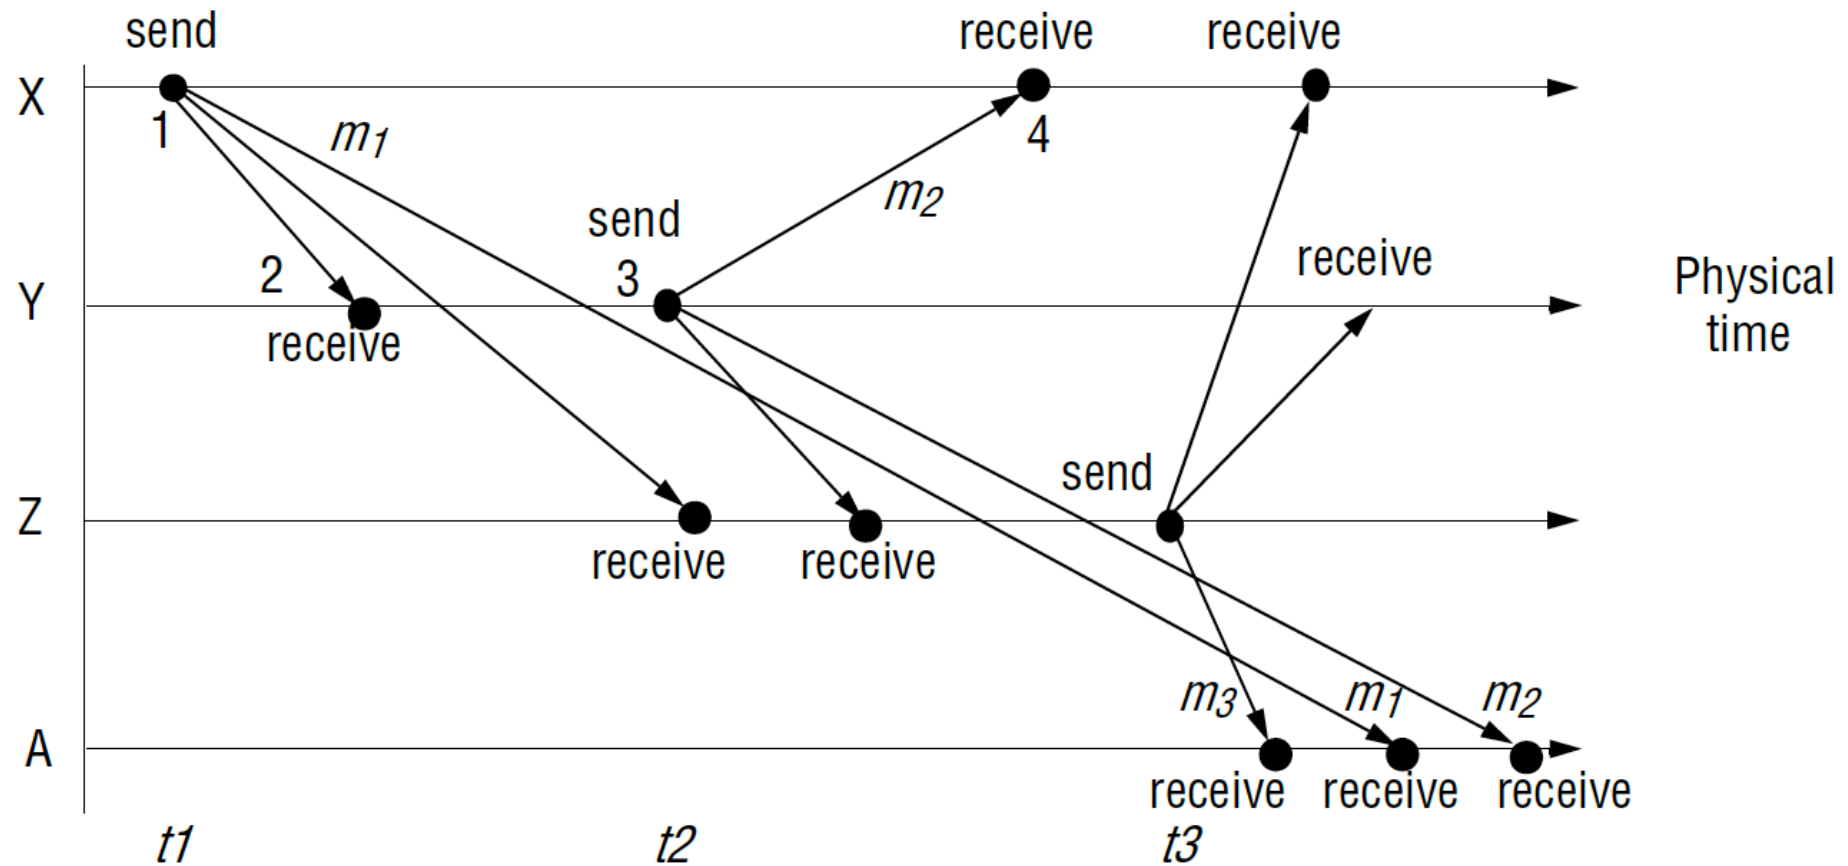 send
receive
receive
X
1
m1
4
m2
send
receive
2
3
Y
receive
Physical
time
send
Z
receive
receive
m3
m1
m2
A
receive
receive
receive
t1
t2
t3